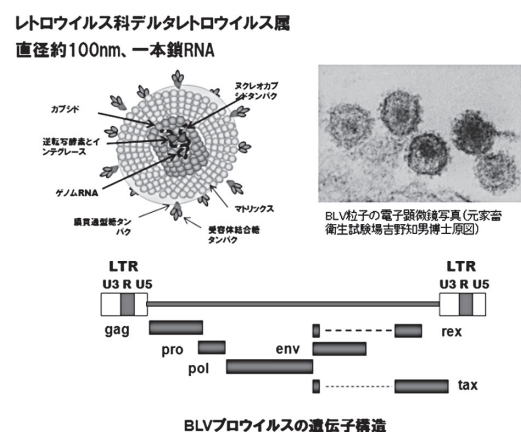 レトロウイルス科デルタレトロウイルス属
直径約100nm、一本鎖RNA
カプシド
ヌクレオカプ
シドタンパク
逆転写酵素とイ
ンテグレース
ゲノムRNA
膜貫通型糖タン
パク
マトリックス
受容体結合糖
タンパク
BLV粒子の電子顕微鏡写真(元家畜
衛生試験場吉野知男博士原図)
LTR
U3 R U5
LTR
U3 R U5
gag
pro
pol
env
rex
tax
BLVプロウイルスの遺伝子構造